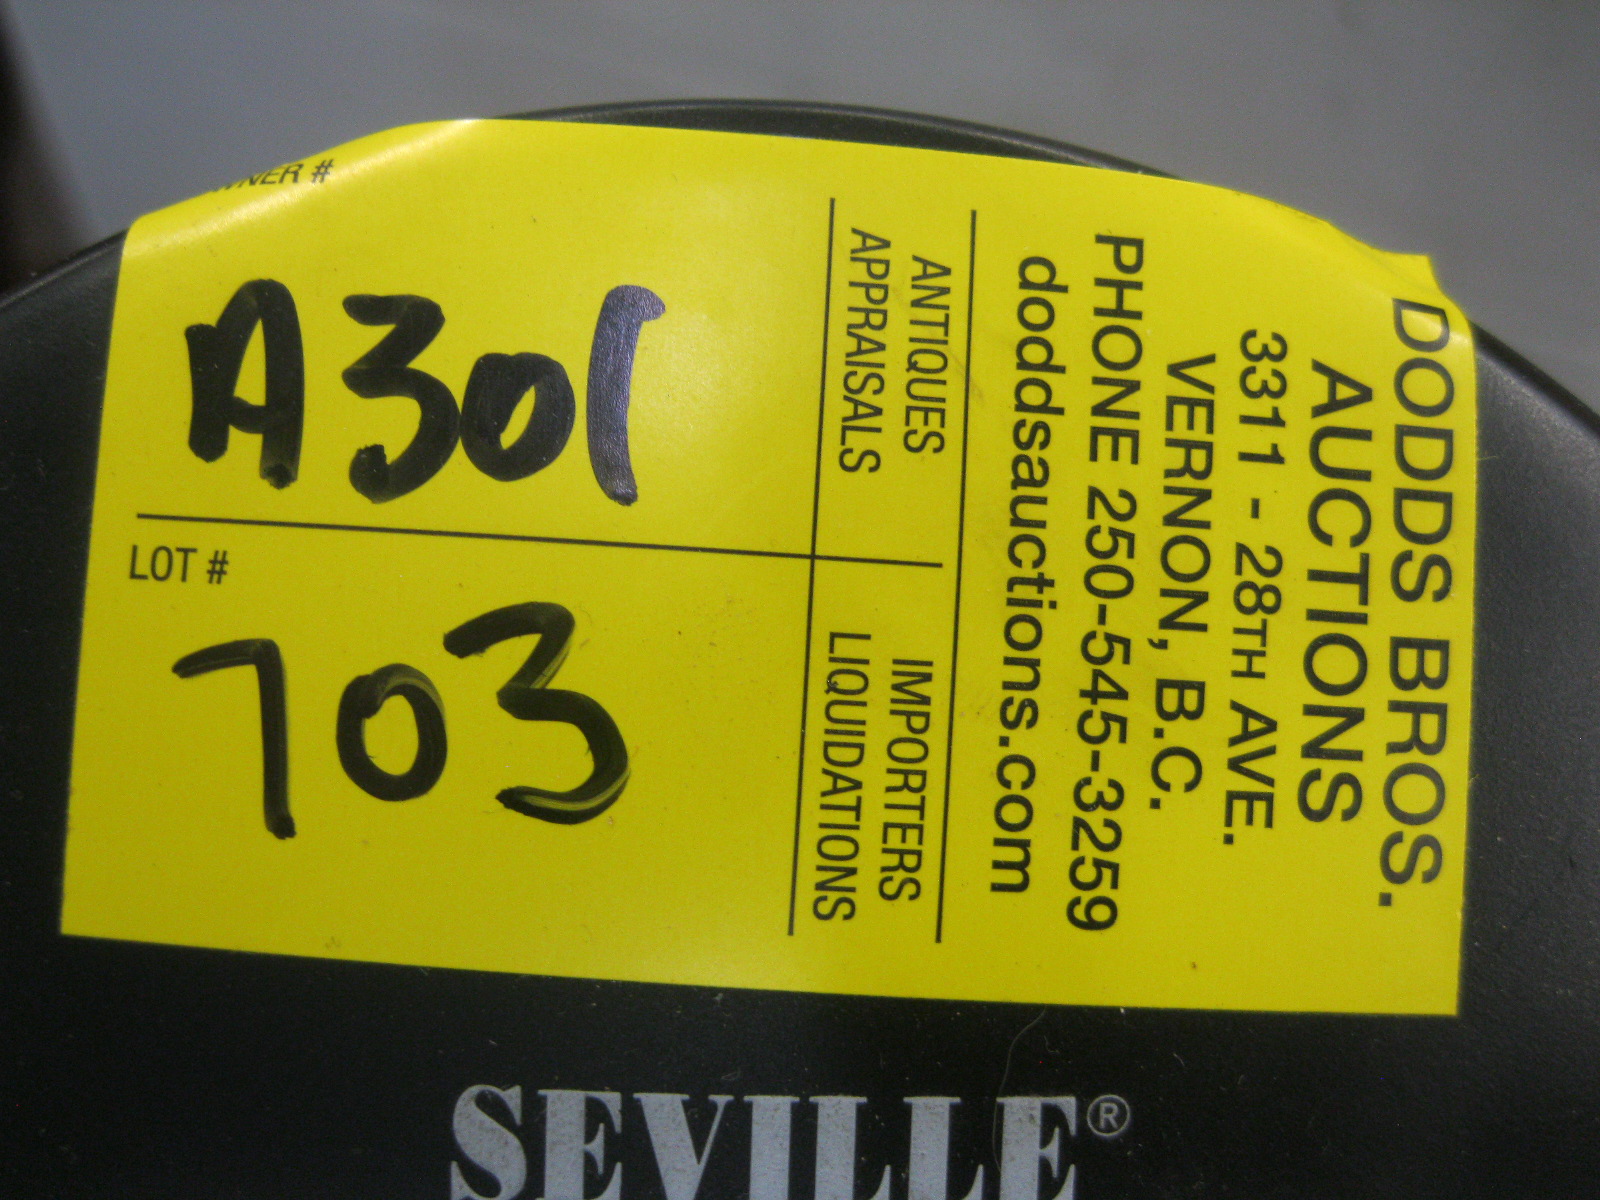 DODDS BROS.
AUCTIONS
3311 - 28TH AVE.
VERNON, B.C.
PHONE 250-545-3259
doddsauctions.com
ANTIQUES
APPRAISALS
IMPORTERS
LIQUIDATIONS
#
A301
LOT #
703
SEVILLE®